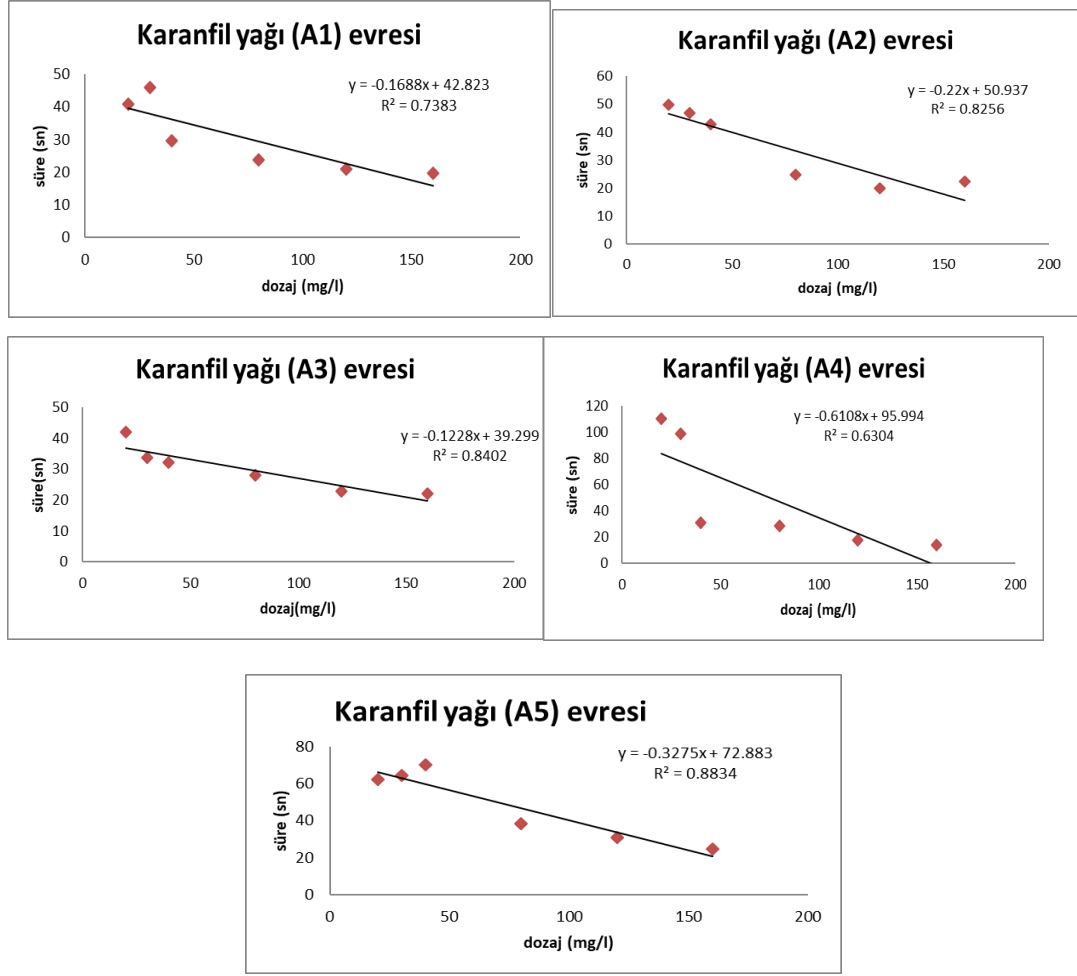 Karanfil yağı (A1) evresi
y = -0.1688x + 42.823
R² = 0.7383
50
40
30
20
10
0
süre (sn)
0 50 100 150 200
dozaj (mg/l)
Karanfil yağı (A2) evresi
y = -0.22x + 50.937
R² = 0.8256
60
50
40
30
20
10
0
süre (sn)
0 50 100 150 200
dozaj (mg/l)
Karanfil yağı (A3) evresi
y = -0.1228x + 39.299
R² = 0.8402
50
40
30
20
10
0
süre(sn)
0 50 100 150 200
dozaj(mg/l)
Karanfil yağı (A4) evresi
y = -0.6108x + 95.994
R² = 0.6304
120
100
80
60
40
20
0
süre (sn)
0 50 100 150 200
dozaj (mg/l)
Karanfil yağı (A5) evresi
y = -0.3275x + 72.883
R² = 0.8834
80
60
40
20
0
süre (sn)
0 50 100 150 200
dozaj (mg/l)